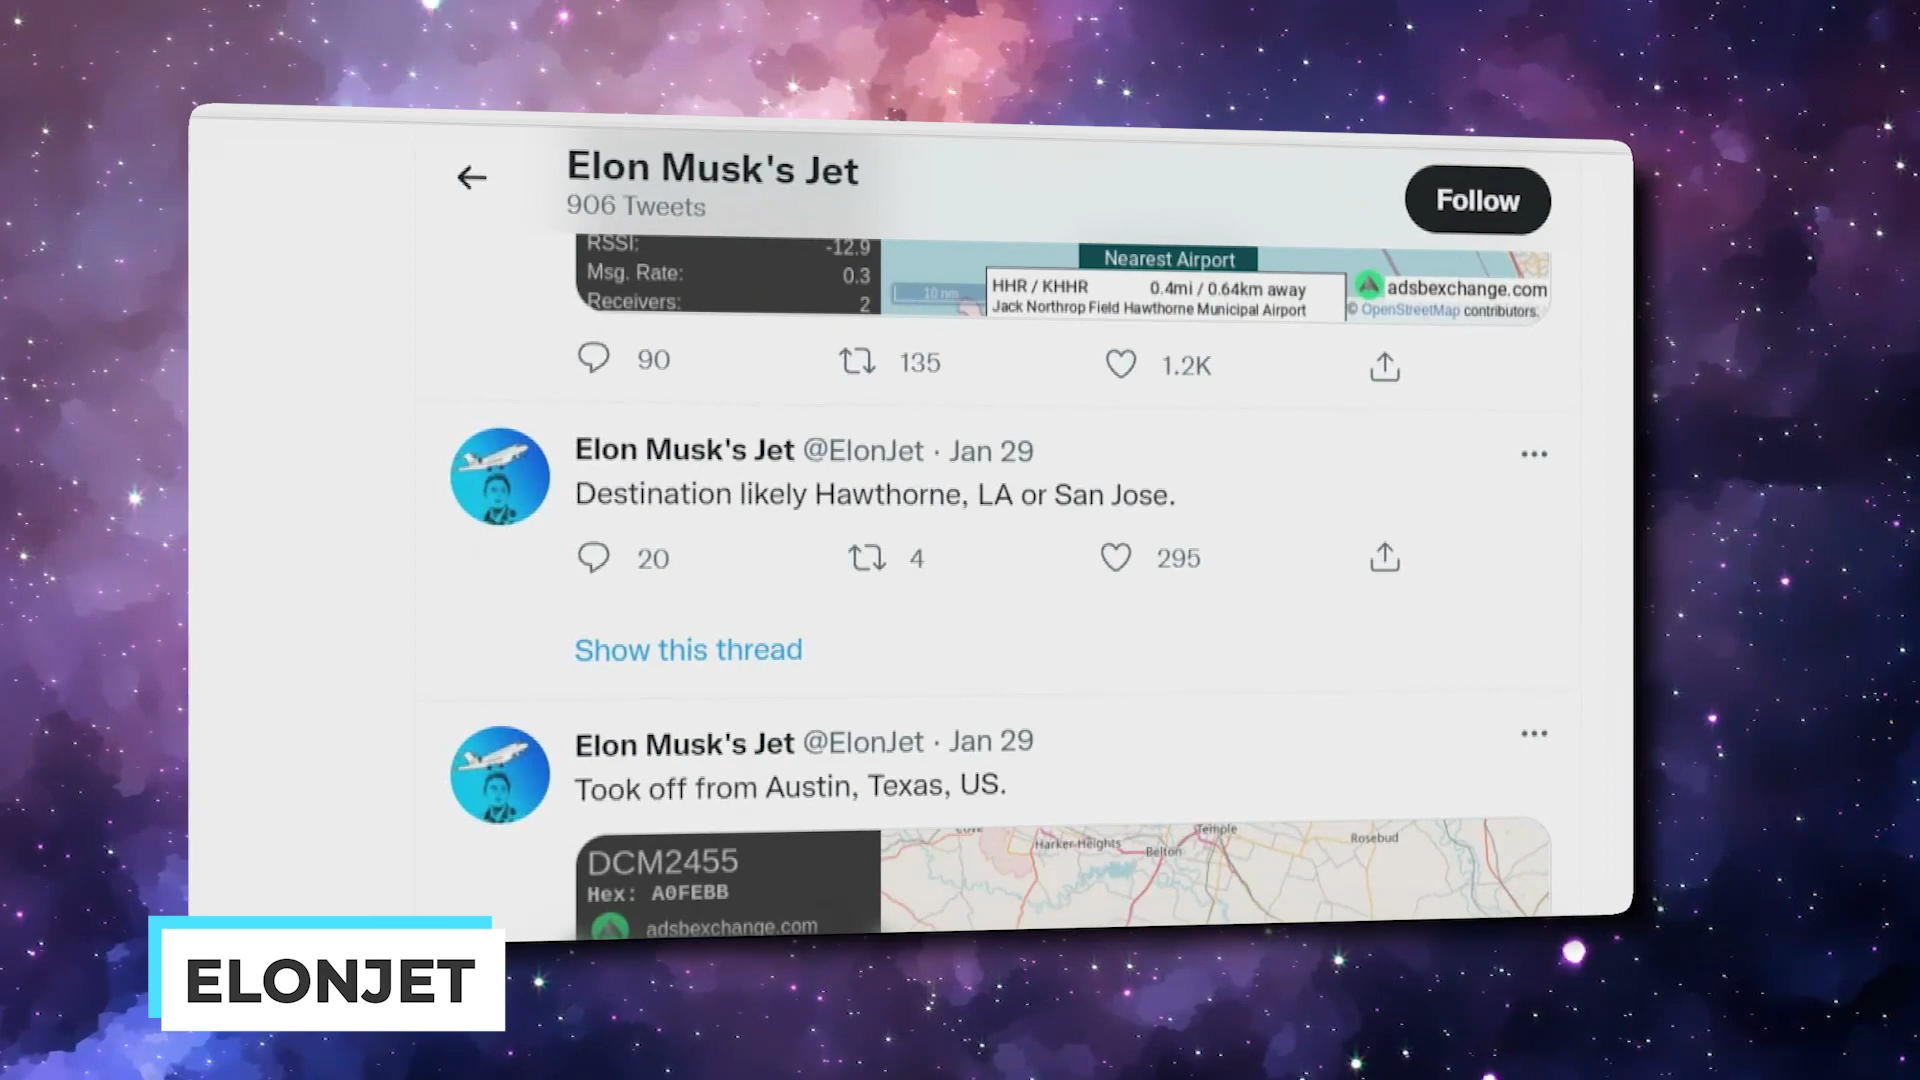 Elon Musk's Jet
906 Tweets
Follow
RSSI: -12.9
Msg. Rate: 0.3
Receivers: 2
10 nm
Nearest Airport
HHR / KHHR 0.4mi / 0.64km away
Jack Northrop Field Hawthorne Municipal Airport
adsbexchange.com
© OpenStreetMap contributors.
90 135 1.2K
Elon Musk's Jet @ElonJet · Jan 29
Destination likely Hawthorne, LA or San Jose.
20 4 295
Show this thread
Elon Musk's Jet @ElonJet · Jan 29
Took off from Austin, Texas, US.
DCM2455
Hex: A0FEBB
adsbexchange.com
Harker Heights
Belton
Temple
Rosebud
ELONJET